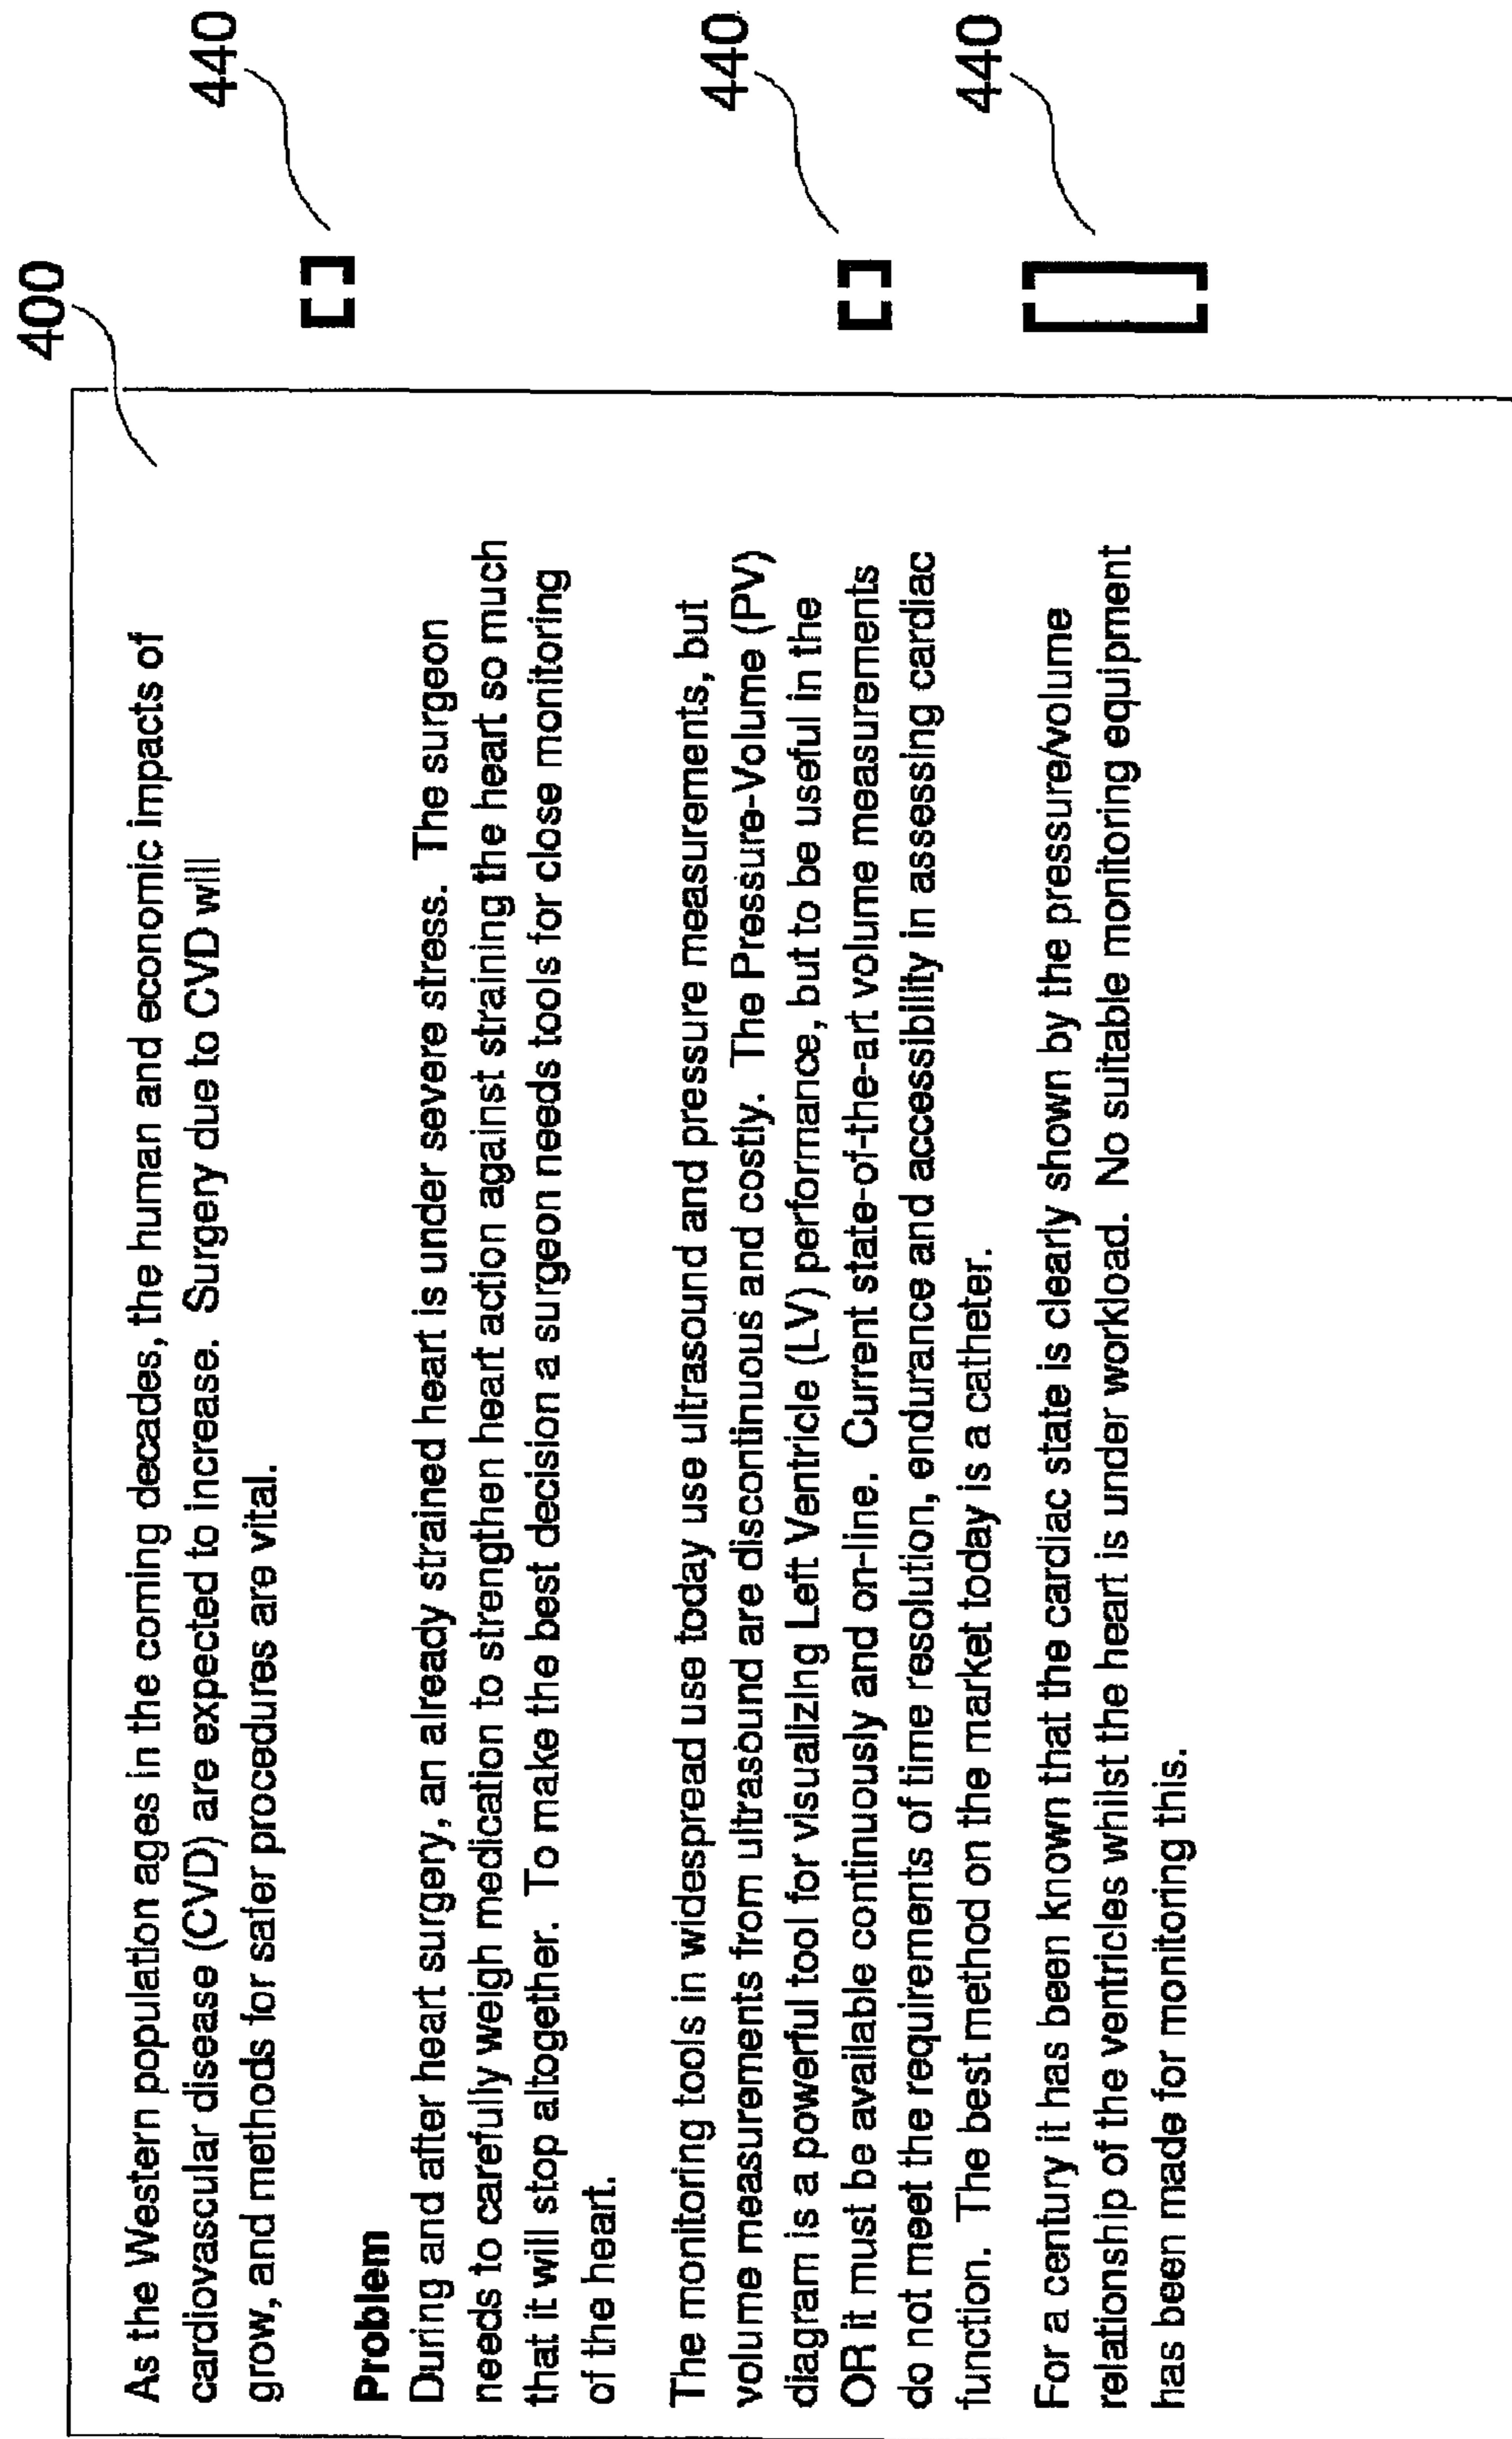 400
As the Western population ages in the coming decades, the human and economic impacts of
cardiovascular disease (CVD) are expected to increase. Surgery due to CVD will
grow, and methods for safer procedures are vital.
440
Problem
During and after heart surgery, an already strained heart is under severe stress. The surgeon
needs to carefully weigh medication to strengthen heart action against straining the heart so much
that it will stop altogether. To make the best decision a surgeon needs tools for close monitoring
of the heart.
The monitoring tools in widespread use today use ultrasound and pressure measurements, but
volume measurements from ultrasound are discontinuous and costly. The Pressure-Volume (PV)
diagram is a powerful tool for visualizing Left Ventricle (LV) performance, but to be useful in the
OR it must be available continuously and on-line. Current state-of-the-art volume measurements
440
do not meet the requirements of time resolution, endurance and accessibility in assessing cardiac
function. The best method on the market today is a catheter.
For a century it has been known that the cardiac state is clearly shown by the pressure/volume
relationship of the ventricles whilst the heart is under workload. No suitable monitoring equipment
has been made for monitoring this.
440